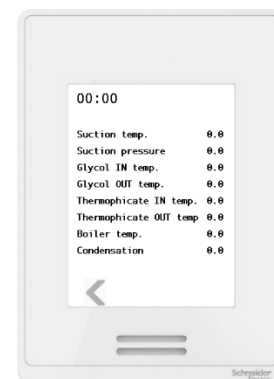 00:00
Suction temp. 0.0
Suction pressure 0.0
Glycol IN temp. 0.0
Glycol OUT temp. 0.0
Thermophicate IN temp. 0.0
Thermophicate OUT temp 0.0
Boiler temp. 0.0
Condensation 0.0
Schneider